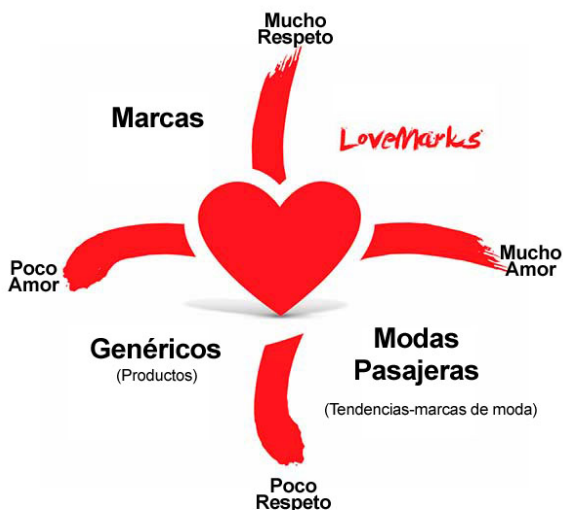 Mucho
Respeto
Marcas
LoveMarks
Poco
Amor
Mucho
Amor
Genéricos
(Productos)
Modas
Pasajeras
(Tendencias-marcas de moda)
Poco
Respeto